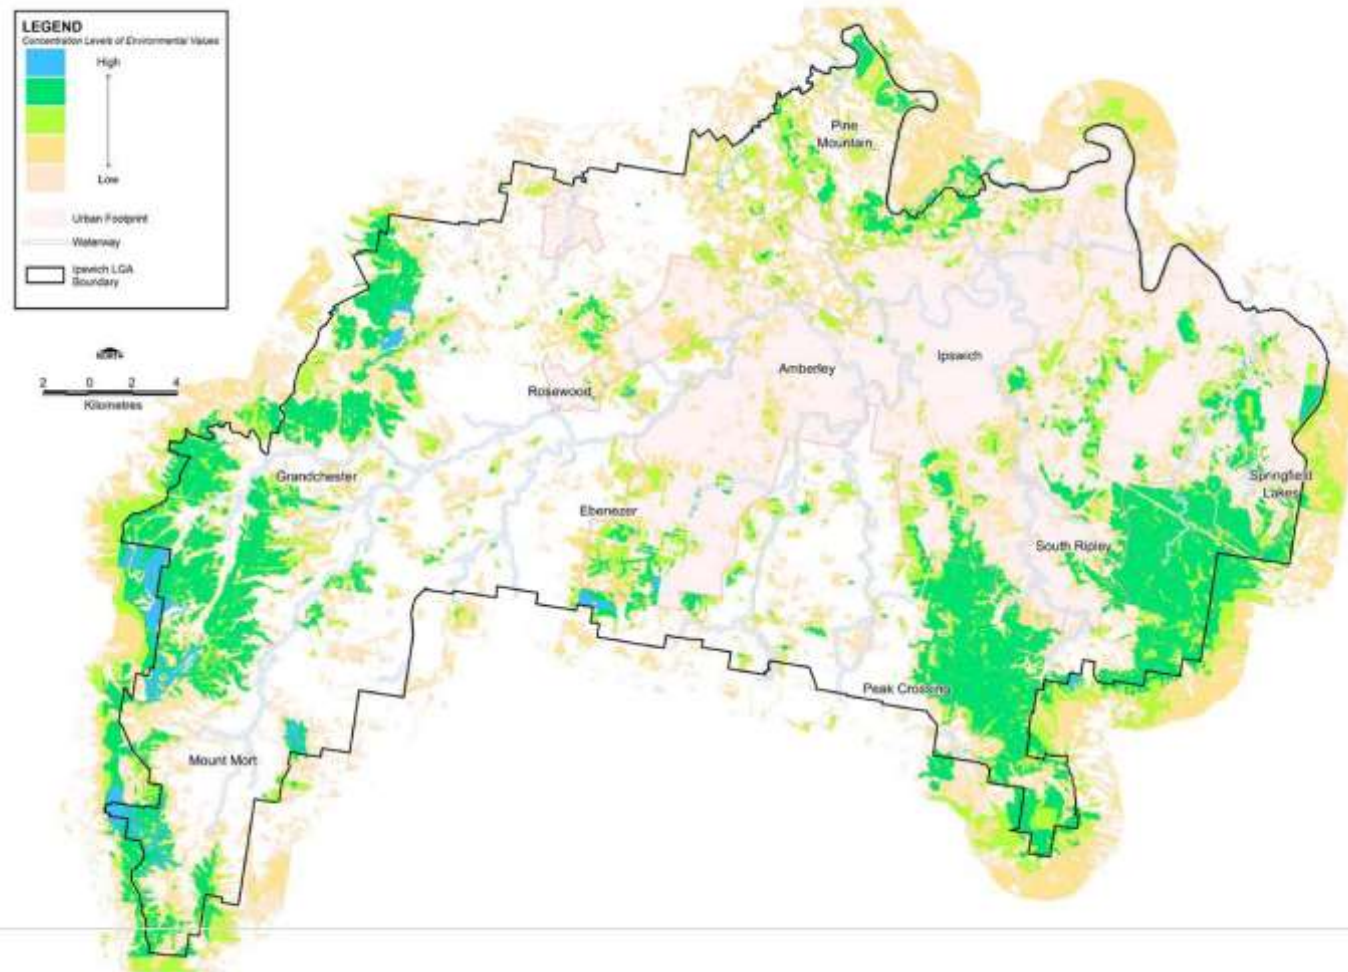 LEGEND
Concentration Levels of Environmental Values
High
Low
Urban Footprint
Waterway
Ipswich LGA
Boundary
NORTH
2 0 2 4
Kilometres
Pine
Mountain
Ipswich
Amberley
Rosewood
Grandchester
Springfield
Lakes
Ebenezer
South Ripley
Peak Crossing
Mount Mort